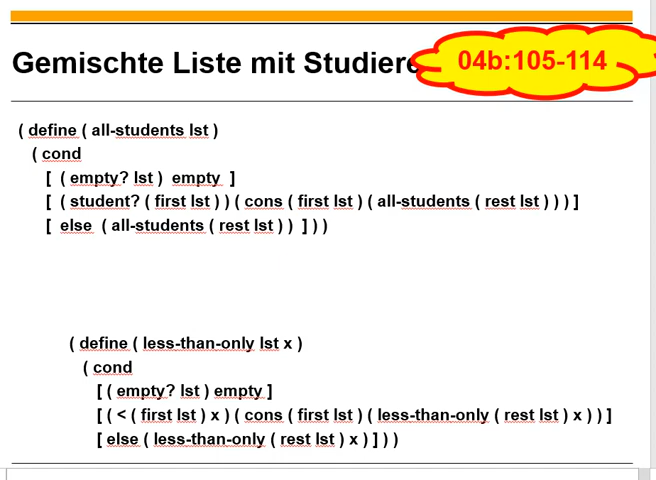 Gemischte Liste mit
04b:105-114
( define ( all-students lst )
( cond
[ ( empty? lst ) empty ]
[ ( student? ( first lst ) ) ( cons ( first lst ) ( all-students ( rest lst ) ) ) ]
[ else ( all-students ( rest lst ) ) ] ) )
( define ( less-than-only lst x )
( cond
[ ( empty? lst ) empty ]
[ ( < ( first lst ) x ) ( cons ( first lst ) ( less-than-only ( rest lst ) x ) ) ]
[ else ( less-than-only ( rest lst ) x ) ] ) )